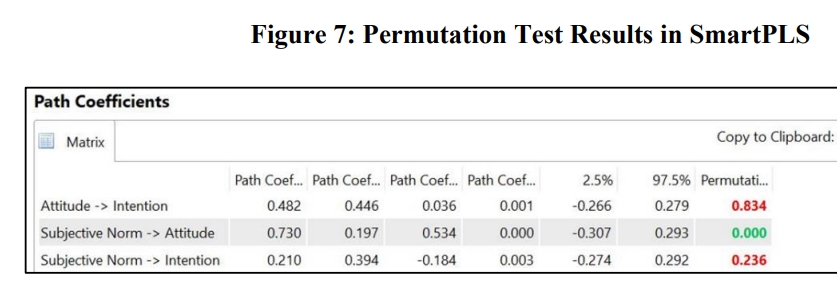 Figure 7: Permutation Test Results in SmartPLS
Path Coefficients
Matrix
Copy to Clipboard:
Path Coef... Path Coef... Path Coef... Path Coef... 2.5% 97.5% Permutati...
Attitude -> Intention 0.482 0.446 0.036 0.001 -0.266 0.279 0.834
Subjective Norm -> Attitude 0.730 0.197 0.534 0.000 -0.307 0.293 0.000
Subjective Norm -> Intention 0.210 0.394 -0.184 0.003 -0.274 0.292 0.236